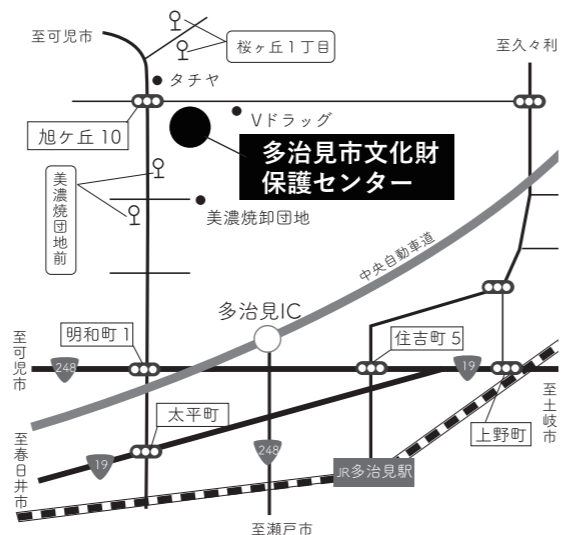 至可児市
桜ヶ丘1丁目
至久々利
タチヤ
Vドラッグ
旭ケ丘10
多治見市文化財
保護センター
美濃焼団地前
美濃焼卸団地
中央自動車道
多治見IC
至可児市
248
明和町1
住吉町5
19
至土岐市
太平町
上野町
至春日井市
19
248
JR多治見駅
至瀬戸市